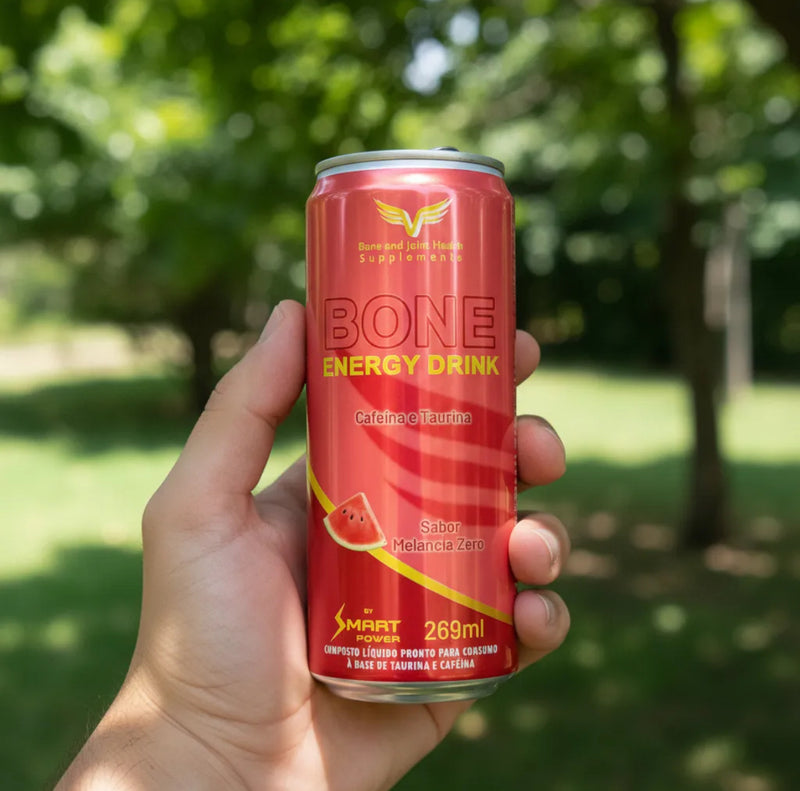 Bone and Joint Health
Supplements
BONE
ENERGY DRINK
Cafeína e Taurina
Sabor
Melancia Zero
BY
SMART
POWER
269ml
COMPOSTO LÍQUIDO PRONTO PARA CONSUMO
À BASE DE TAURINA E CAFEÍNA